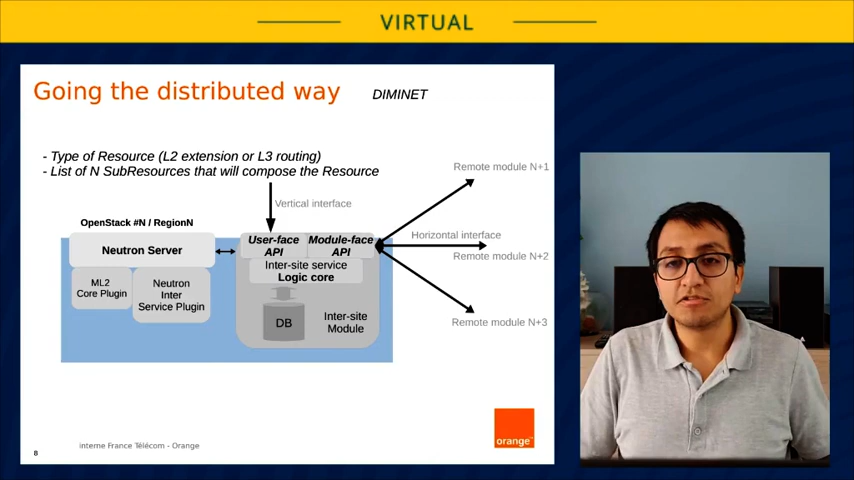 VIRTUAL
Going the distributed way
DIMINET
- Type of Resource (L2 extension or L3 routing)
- List of N SubResources that will compose the Resource
Remote module N+1
Vertical interface
OpenStack #N / RegionN
Horizontal interface
Neutron Server
User-face
API
Module-face
API
Remote module N+2
Inter-site service
Logic core
ML2
Core Plugin
Neutron
Inter
Service Plugin
DB
Inter-site
Module
Remote module N+3
orange™
interne France Télécom - Orange
8